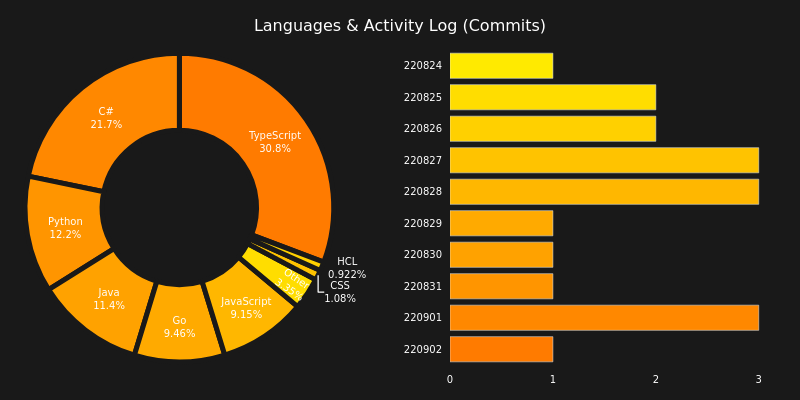 Languages & Activity Log (Commits)
TypeScript
30.8%
C#
21.7%
Python
12.2%
Java
11.4%
Go
9.46%
JavaScript
9.15%
Other
3.35%
CSS
1.08%
HCL
0.922%
220824
220825
220826
220827
220828
220829
220830
220831
220901
220902
0 1 2 3